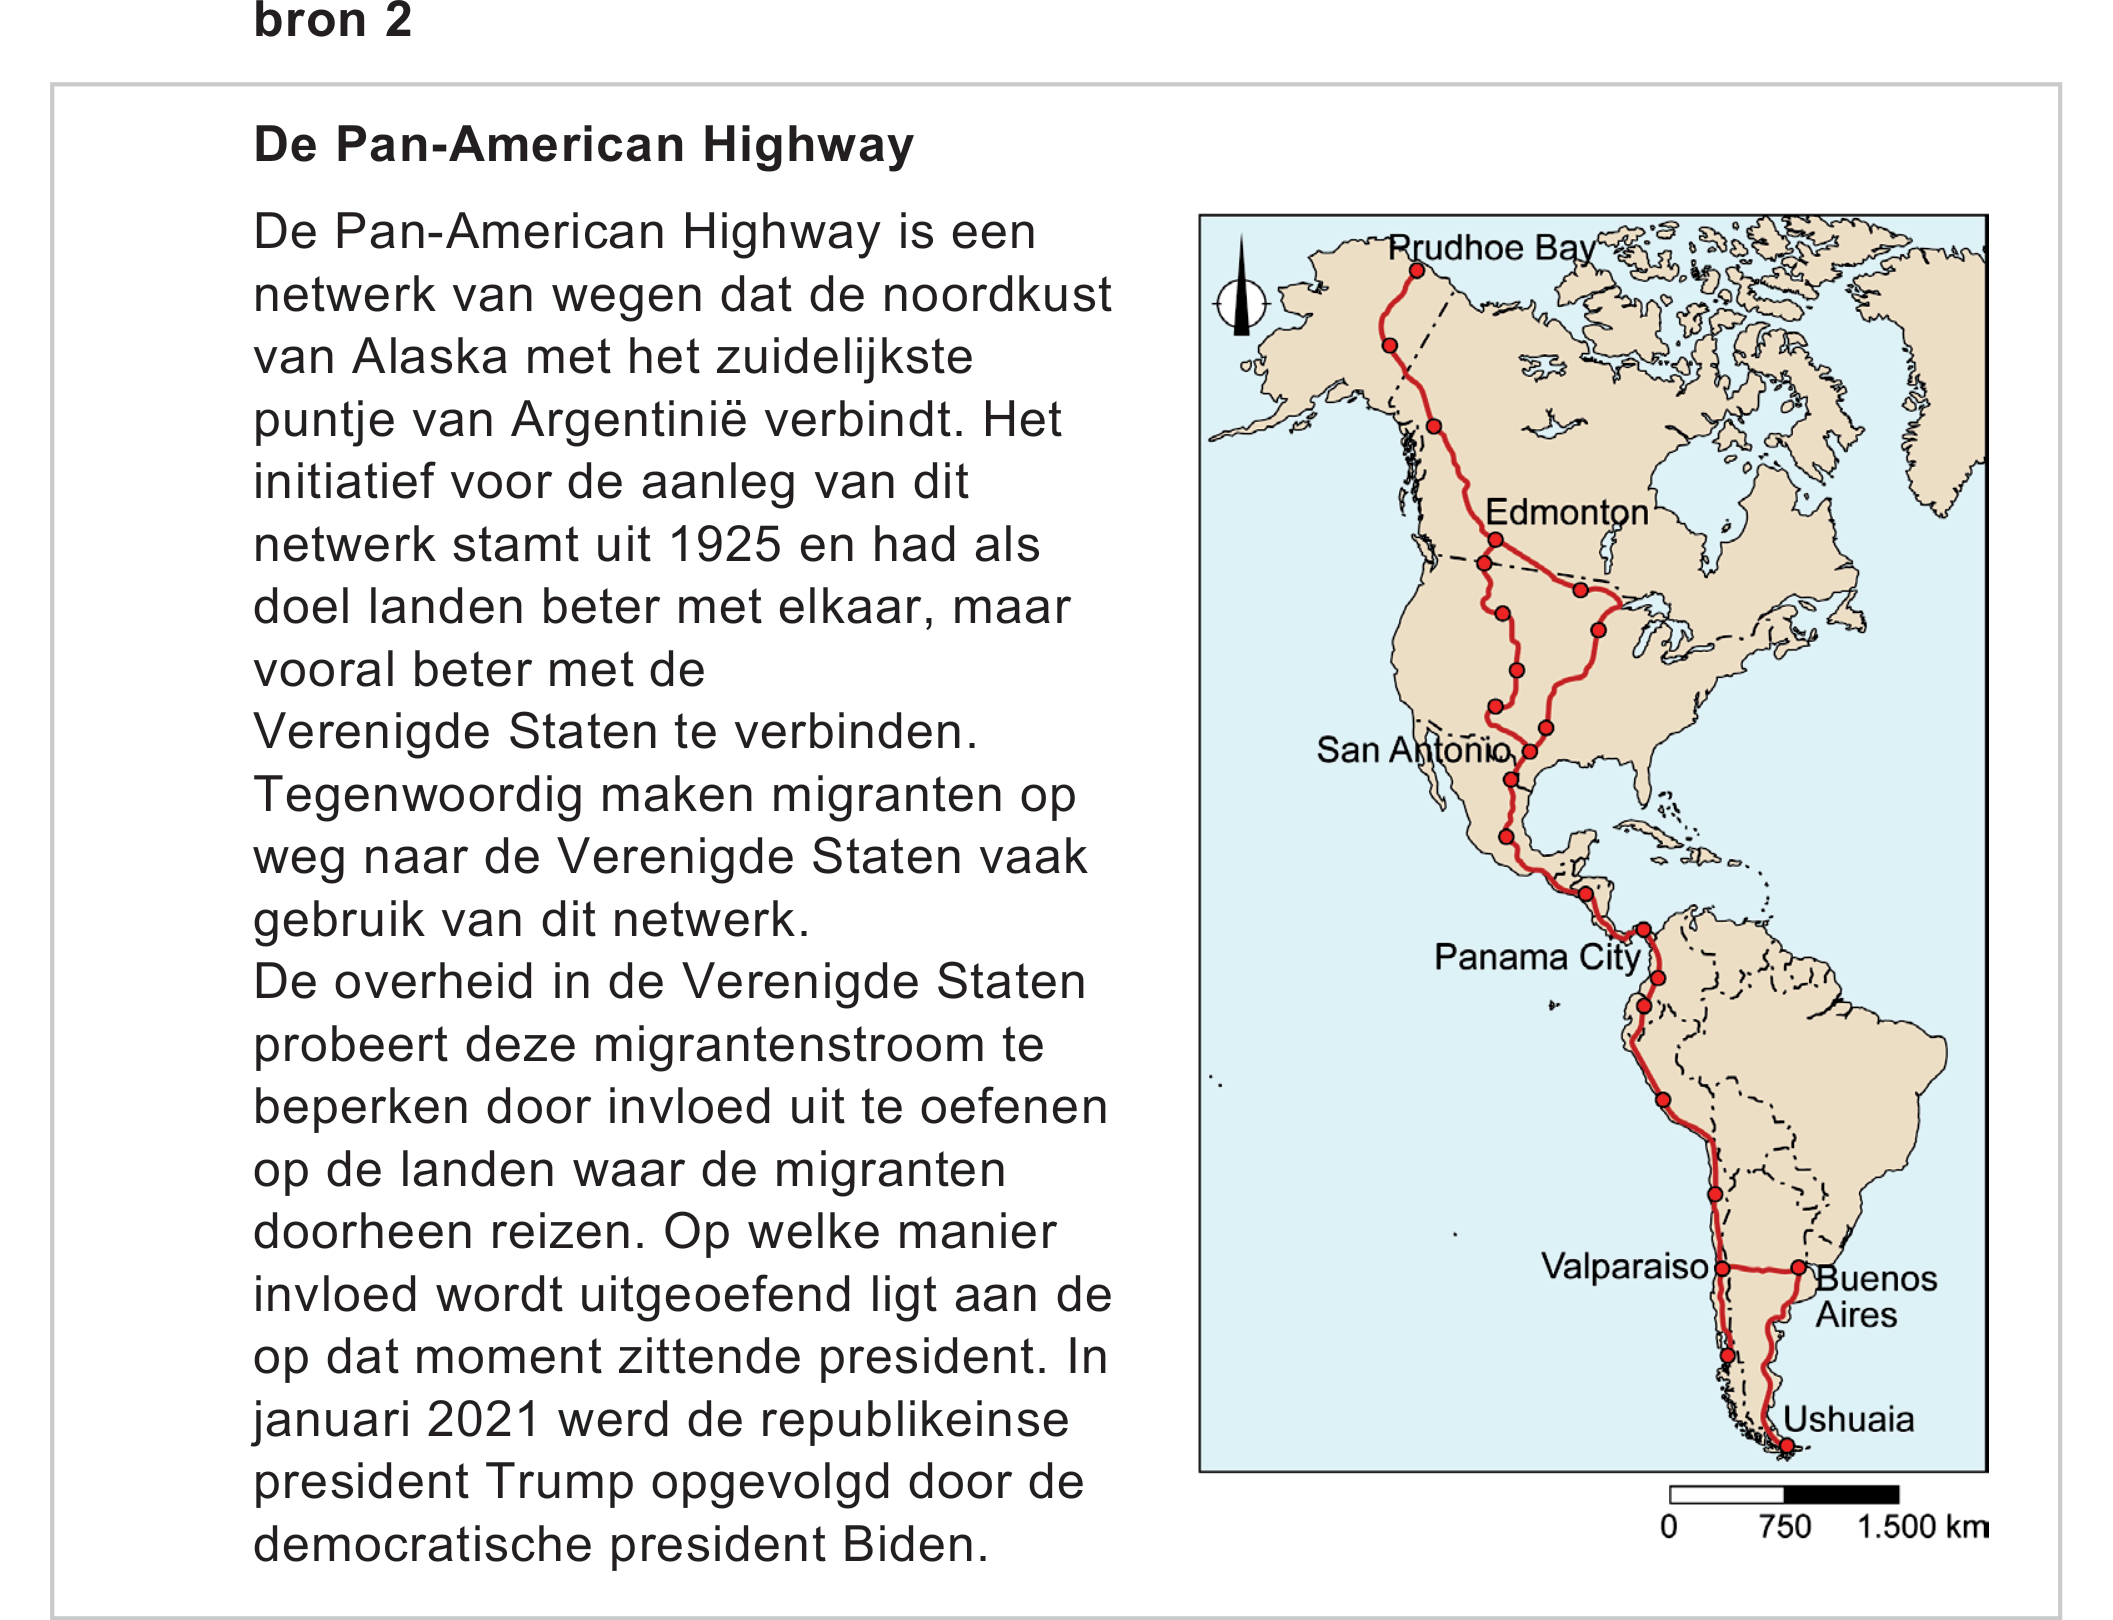 bron 2
De Pan-American Highway
De Pan-American Highway is een
netwerk van wegen dat de noordkust
van Alaska met het zuidelijkste
puntje van Argentinië verbindt. Het
initiatief voor de aanleg van dit
netwerk stamt uit 1925 en had als
doel landen beter met elkaar, maar
vooral beter met de
Verenigde Staten te verbinden.
Tegenwoordig maken migranten op
weg naar de Verenigde Staten vaak
gebruik van dit netwerk.
De overheid in de Verenigde Staten
probeert deze migrantenstroom te
beperken door invloed uit te oefenen
op de landen waar de migranten
doorheen reizen. Op welke manier
invloed wordt uitgeoefend ligt aan de
op dat moment zittende president. In
januari 2021 werd de republikeinse
president Trump opgevolgd door de
democratische president Biden.
Prudhoe Bay
Edmonton
San Antonio
Panama City
Valparaiso
Buenos
Aires
Ushuaia
0 750 1.500 km